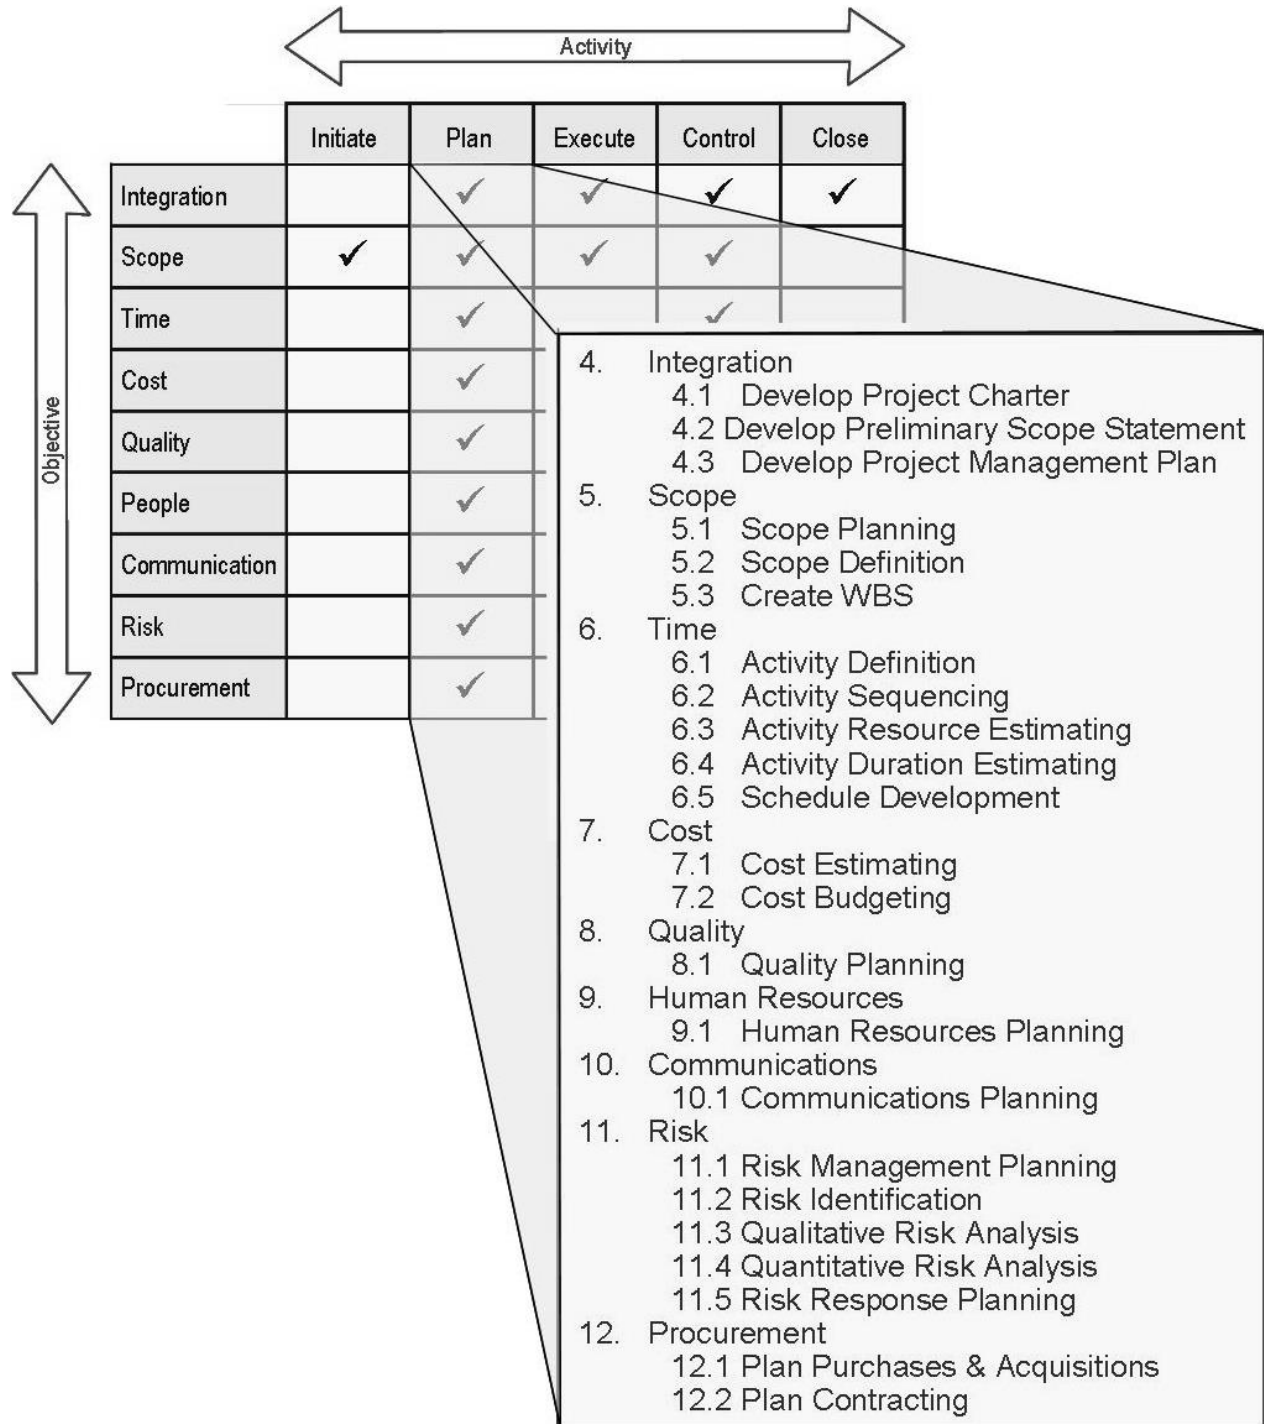 Activity
Initiate Plan Execute Control Close
Objective
Integration
Scope
Time
Cost
Quality
People
Communication
Risk
Procurement
4. Integration
4.1 Develop Project Charter
4.2 Develop Preliminary Scope Statement
4.3 Develop Project Management Plan
5. Scope
5.1 Scope Planning
5.2 Scope Definition
5.3 Create WBS
6. Time
6.1 Activity Definition
6.2 Activity Sequencing
6.3 Activity Resource Estimating
6.4 Activity Duration Estimating
6.5 Schedule Development
7. Cost
7.1 Cost Estimating
7.2 Cost Budgeting
8. Quality
8.1 Quality Planning
9. Human Resources
9.1 Human Resources Planning
10. Communications
10.1 Communications Planning
11. Risk
11.1 Risk Management Planning
11.2 Risk Identification
11.3 Qualitative Risk Analysis
11.4 Quantitative Risk Analysis
11.5 Risk Response Planning
12. Procurement
12.1 Plan Purchases & Acquisitions
12.2 Plan Contracting